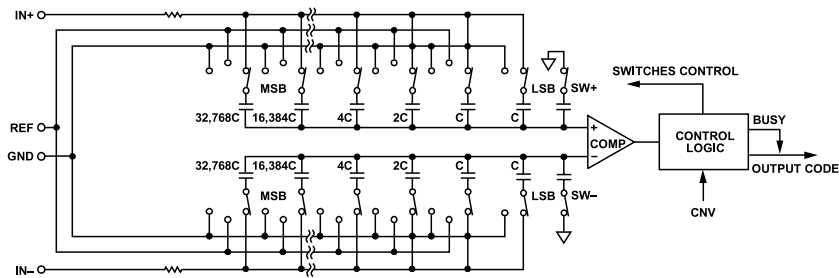 IN+
SWITCHES CONTROL
MSB
LSB
SW+
32,768C
16,384C
4C
2C
C
C
BUSY
REF
+
COMP
CONTROL
LOGIC
GND
–
OUTPUT CODE
32,768C
16,384C
4C
2C
C
C
MSB
LSB
SW–
CNV
IN–